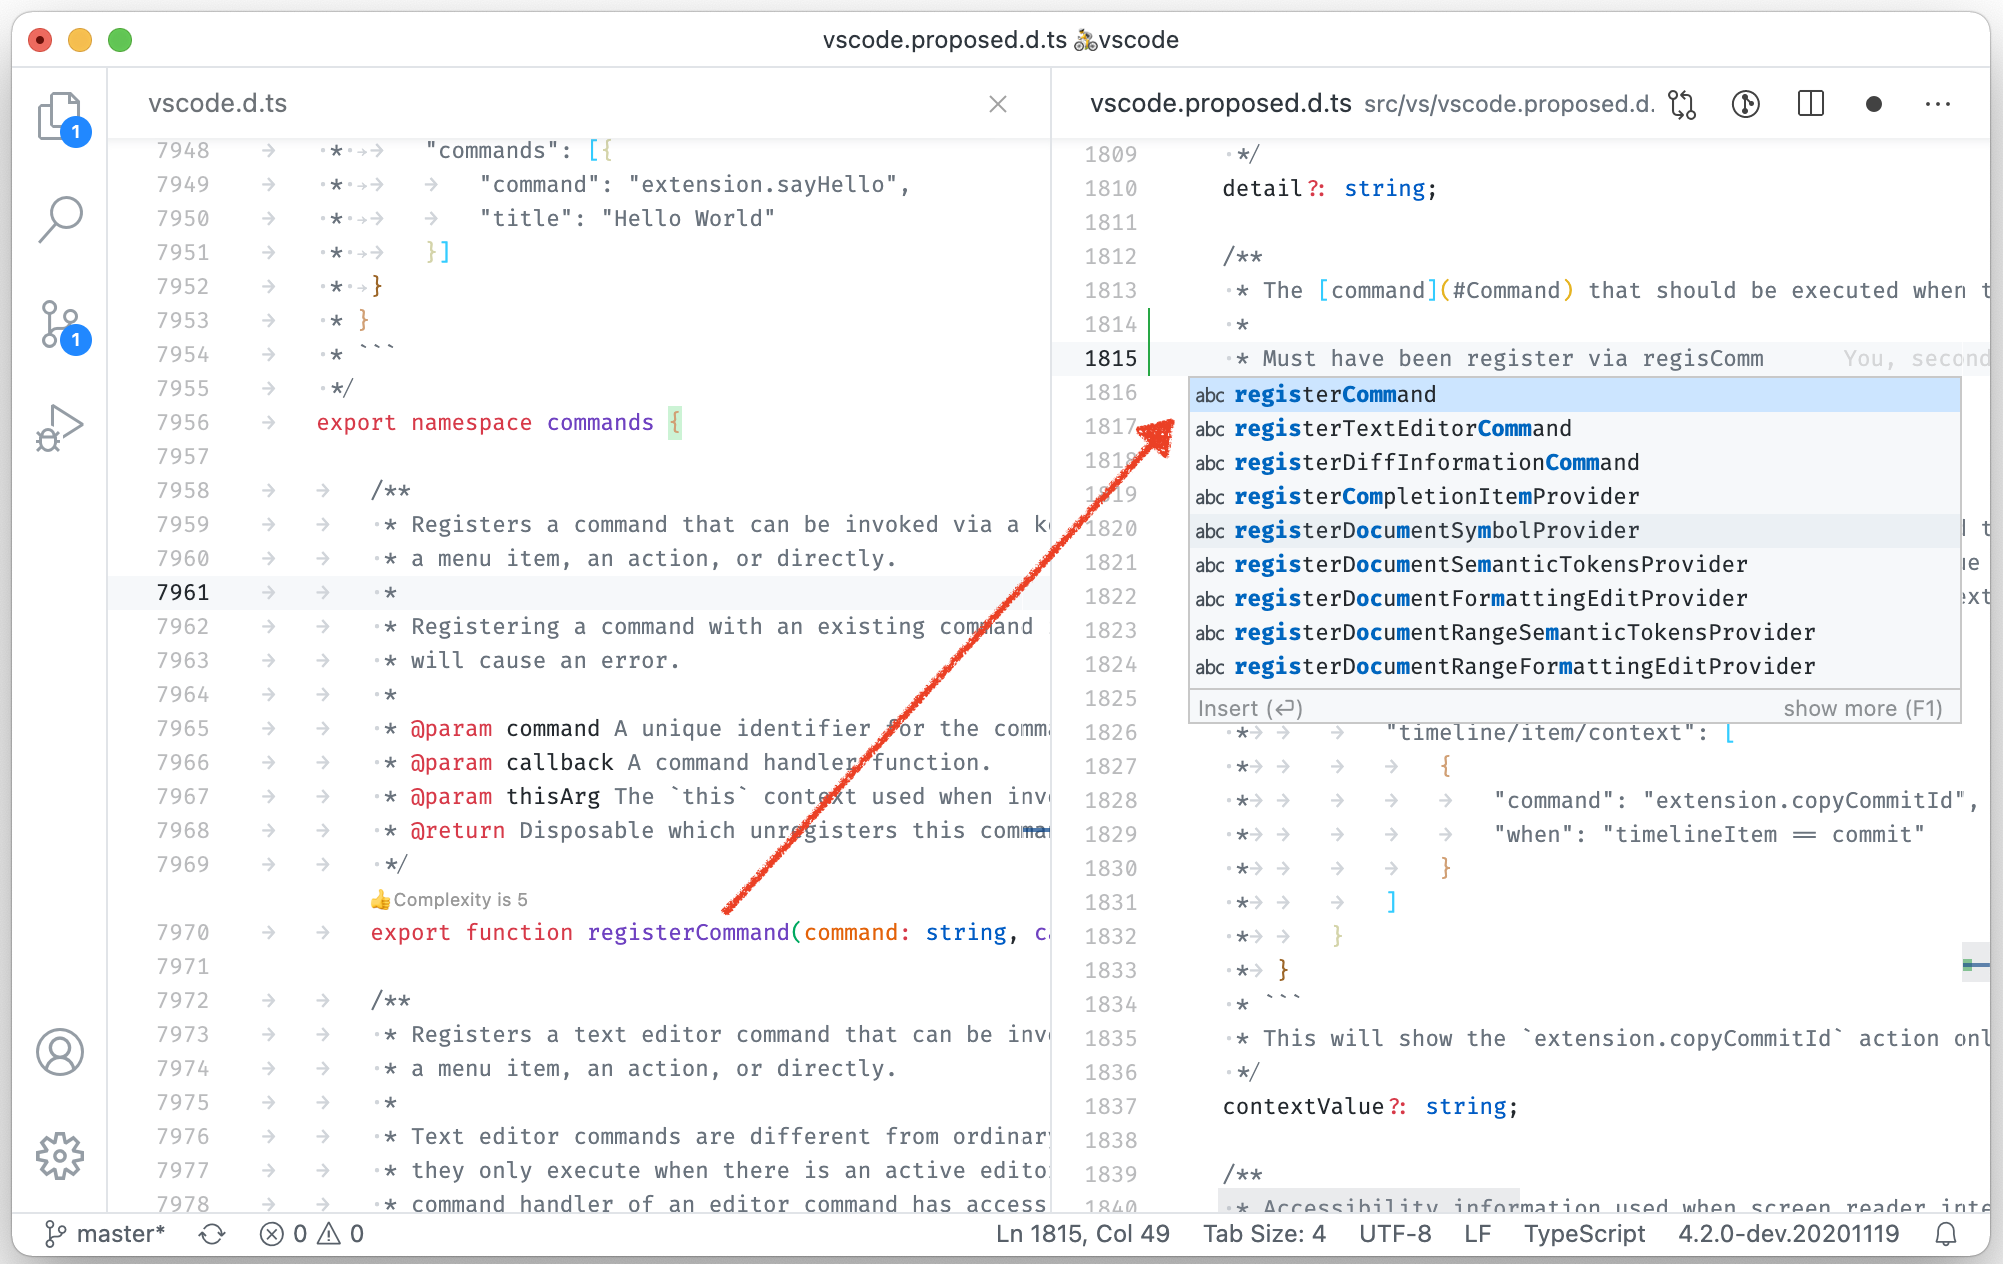 vscode.proposed.d.ts 🚴vscode
1
1
vscode.d.ts
7948 * "commands": [{
7949 * "command": "extension.sayHello",
7950 * "title": "Hello World"
7951 * }]
7952 * }
7953 * }
7954 * ```
7955 */
7956 export namespace commands {
7957
7958 /**
7959 * Registers a command that can be invoked via a
7960 * a menu item, an action, or directly.
7961 *
7962 * Registering a command with an existing command
7963 * will cause an error.
7964 *
7965 * @param command A unique identifier for the comma
7966 * @param callback A command handler function.
7967 * @param thisArg The `this` context used when inv
7968 * @return Disposable which unregisters this comma
7969 */
👍Complexity is 5
7970 export function registerCommand(command: string, ca
7971
7972 /**
7973 * Registers a text editor command that can be inv
7974 * a menu item, an action, or directly.
7975 *
7976 * Text editor commands are different from ordinar
7977 * they only execute when there is an active edito
7978 * command handler of an editor command has access
vscode.proposed.d.ts src/vs/vscode.proposed.d.
1809 */
1810 detail?: string;
1811
1812 /**
1813 * The [command](#Command) that should be executed when t
1814 *
1815 * Must have been register via regisComm You, second
1816
1817
1818
1819
1820
1821
1822
1823
1824
1825
abc registerCommand
abc registerTextEditorCommand
abc registerDiffInformationCommand
abc registerCompletionItemProvider
abc registerDocumentSymbolProvider
abc registerDocumentSemanticTokensProvider
abc registerDocumentFormattingEditProvider
abc registerDocumentRangeSemanticTokensProvider
abc registerDocumentRangeFormattingEditProvider
Insert (⏎) show more (F1)
1826 * "timeline/item/context": [
1827 * {
1828 * "command": "extension.copyCommitId",
1829 * "when": "timelineItem == commit"
1830 * }
1831 * ]
1832 * }
1833 * }
1834 * ```
1835 * This will show the `extension.copyCommitId` action onl
1836 */
1837 contextValue?: string;
1838
1839 /**
1840 * Accessibility information used when screen reader inte
master* 0 0 Ln 1815, Col 49 Tab Size: 4 UTF-8 LF TypeScript 4.2.0-dev.20201119